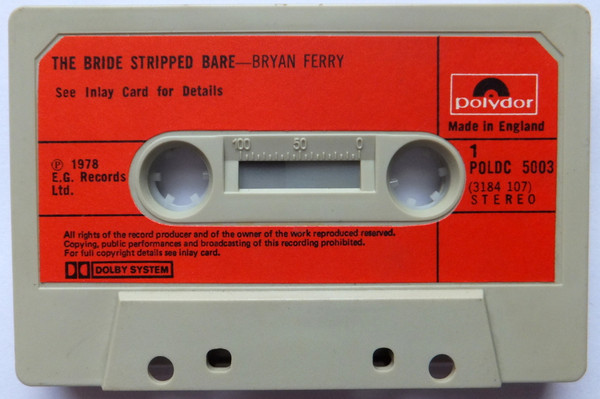 THE BRIDE STRIPPED BARE—BRYAN FERRY
See Inlay Card for Details
polydor
Made in England
℗ 1978
E.G. Records
Ltd.
100 50 0
1
POLDC 5003
(3184 107)
STEREO
All rights of the record producer and of the owner of the work reproduced reserved.
Copying, public performances and broadcasting of this recording prohibited.
For full copyright details see inlay card.
DOLBY SYSTEM